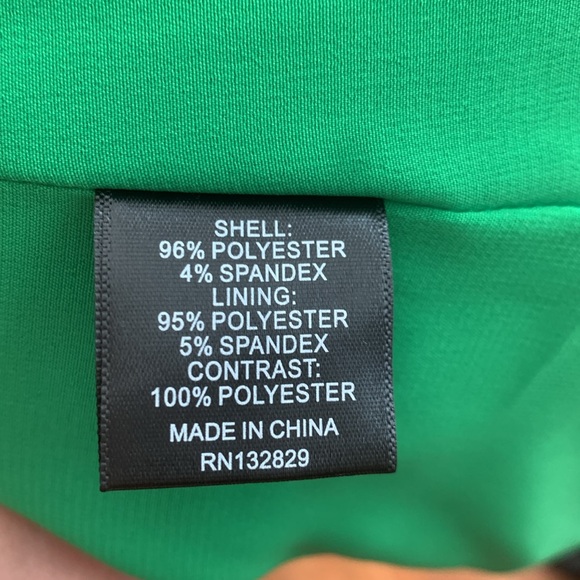 SHELL:
96% POLYESTER
4% SPANDEX
LINING:
95% POLYESTER
5% SPANDEX
CONTRAST:
100% POLYESTER
MADE IN CHINA
RN132829